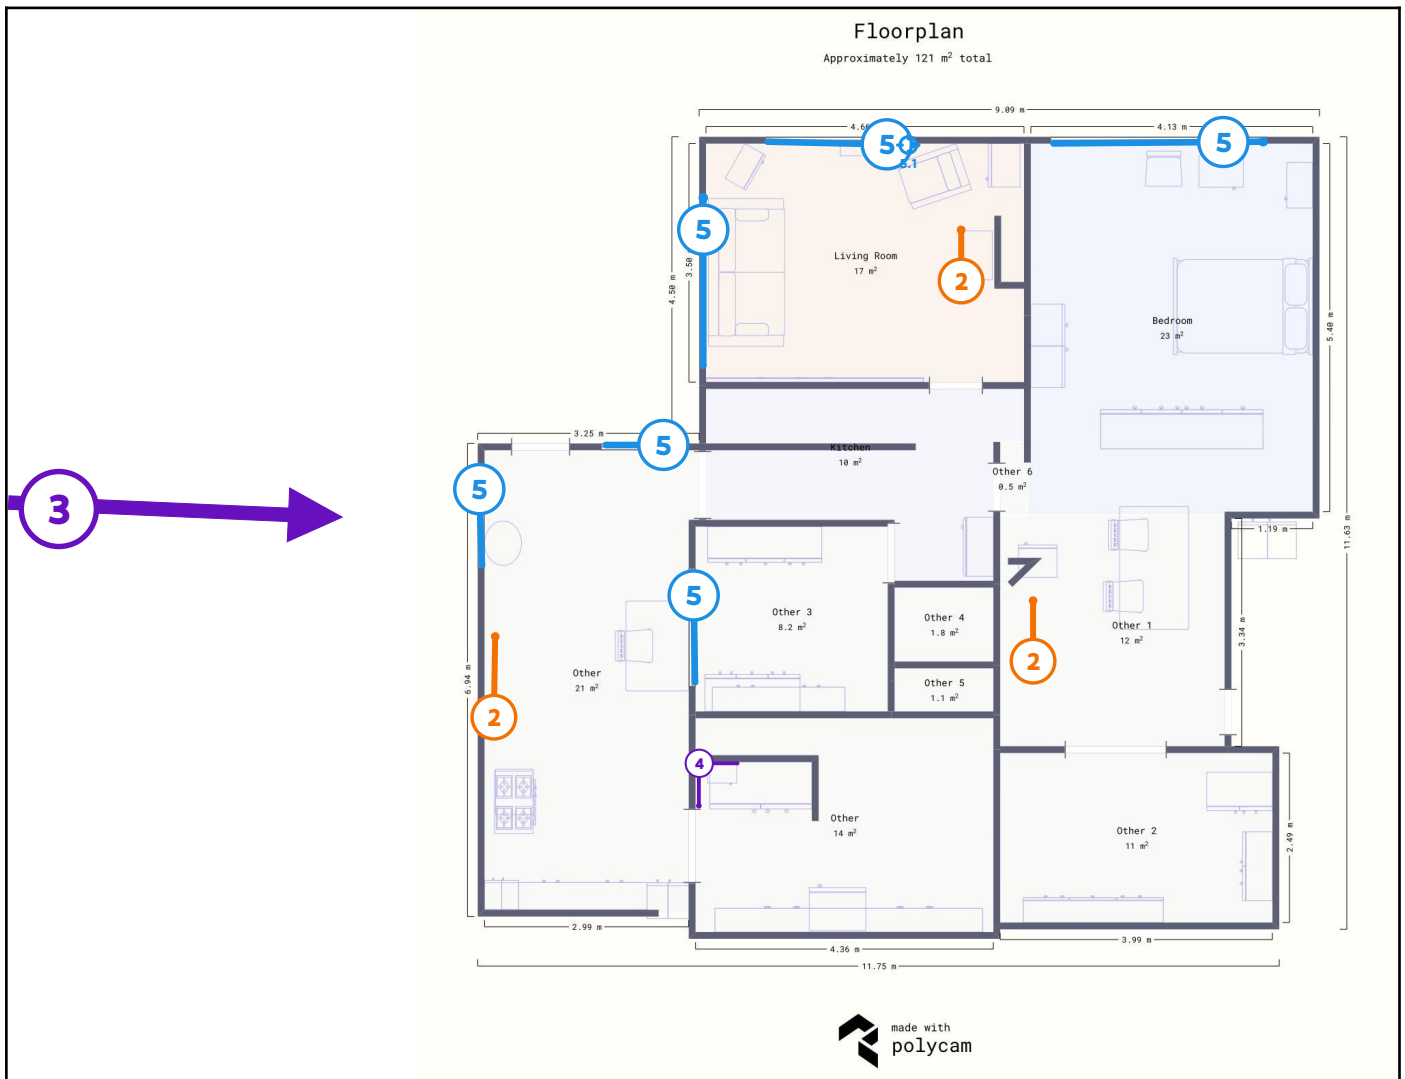 Floorplan
Approximately 121 m² total
9.09 m
4.13 m
5
5.1
5
5
4.50 m
3.50
Living Room
17 m²
2
Bedroom
23 m²
5.40 m
3.25 m
5
Kitchen
10 m²
Other 6
0.5 m²
3
5
1.19 m
11.63 m
5
Other 3
8.2 m²
Other 4
1.8 m²
Other 1
12 m²
3.34 m
2
Other
21 m²
6.94 m
Other 5
1.1 m²
2
4
Other
14 m²
Other 2
11 m²
2.49 m
2.99 m
4.36 m
3.99 m
11.75 m
made with
polycam